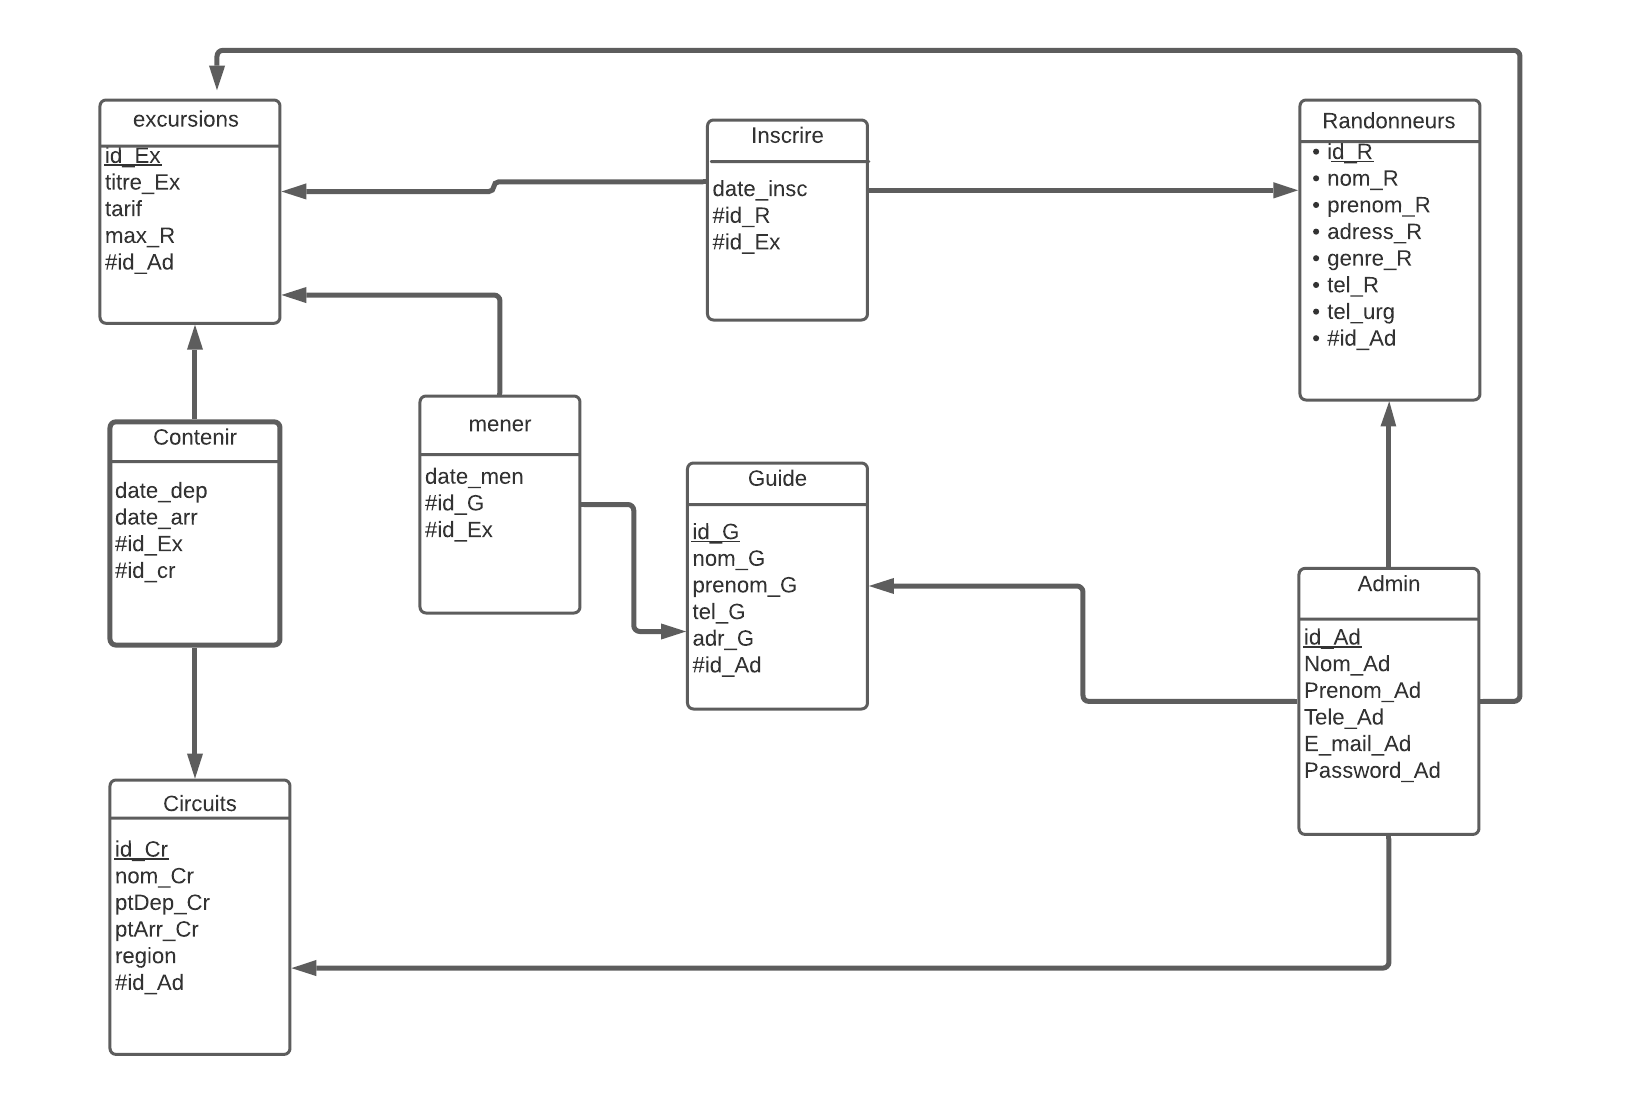 excursions
id_Ex
titre_Ex
tarif
max_R
#id_Ad
Inscrire
date_insc
#id_R
#id_Ex
Randonneurs
• id_R
• nom_R
• prenom_R
• adress_R
• genre_R
• tel_R
• tel_urg
• #id_Ad
Contenir
date_dep
date_arr
#id_Ex
#id_cr
mener
date_men
#id_G
#id_Ex
Guide
id_G
nom_G
prenom_G
tel_G
adr_G
#id_Ad
Admin
id_Ad
Nom_Ad
Prenom_Ad
Tele_Ad
E_mail_Ad
Password_Ad
Circuits
id_Cr
nom_Cr
ptDep_Cr
ptArr_Cr
region
#id_Ad